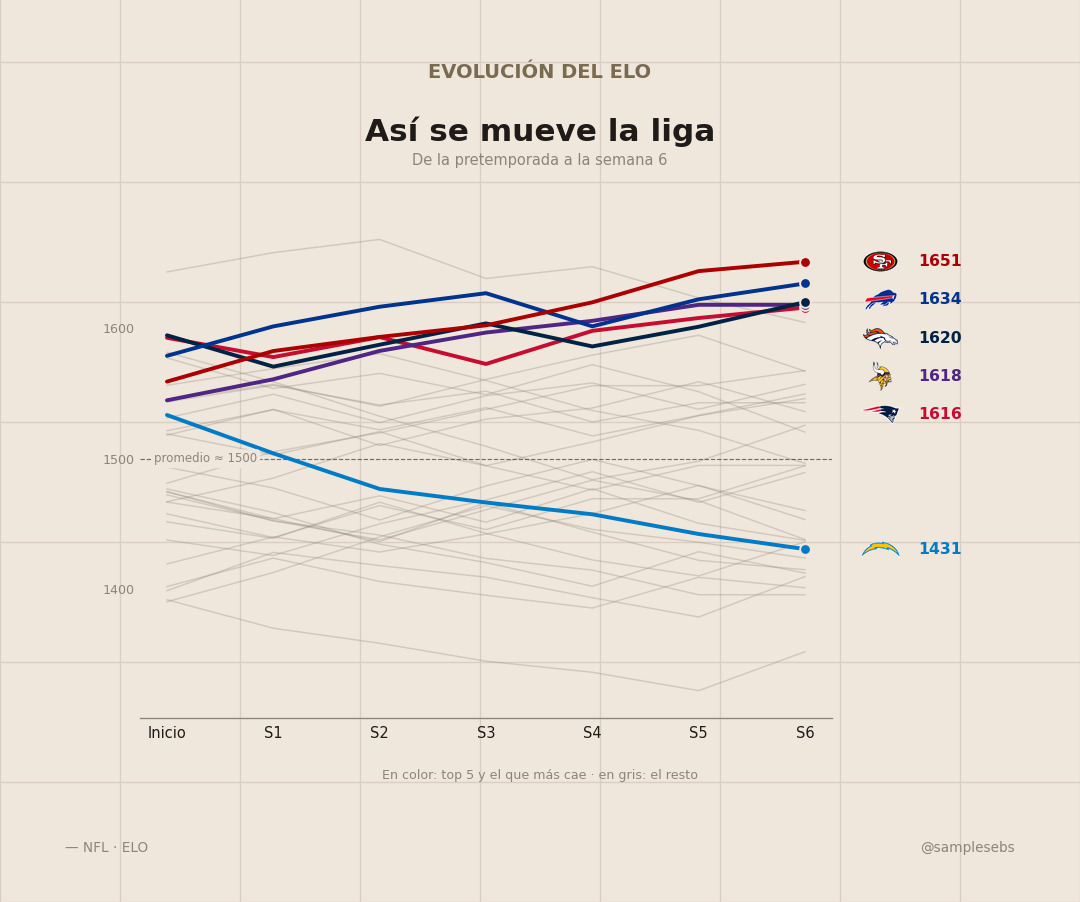 EVOLUCIÓN DEL ELO
Así se mueve la liga
De la pretemporada a la semana 6
1651
1634
1600
1620
1618
1616
1500
promedio ≈ 1500
1431
1400
Inicio S1 S2 S3 S4 S5 S6
En color: top 5 y el que más cae · en gris: el resto
— NFL · ELO
@samplesebs